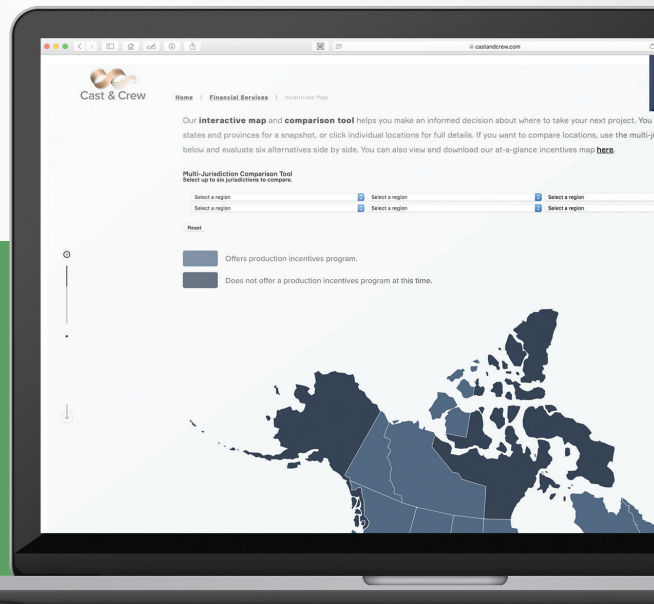 castandcrew.com
Cast & Crew
Home | Financial Services | Incentives Map
Our interactive map and comparison tool helps you make an informed decision about where to take your next project. You
states and provinces for a snapshot, or click individual locations for full details. If you want to compare locations, use the
below and evaluate six alternatives side by side. You can also view and download our at-a-glance incentives map here.
Multi-Jurisdiction Comparison Tool
Select up to six jurisdictions to compare.
Select a region Select a region Select a region
Select a region Select a region Select a region
Reset
Offers production incentives program.
Does not offer a production incentives program at this time.